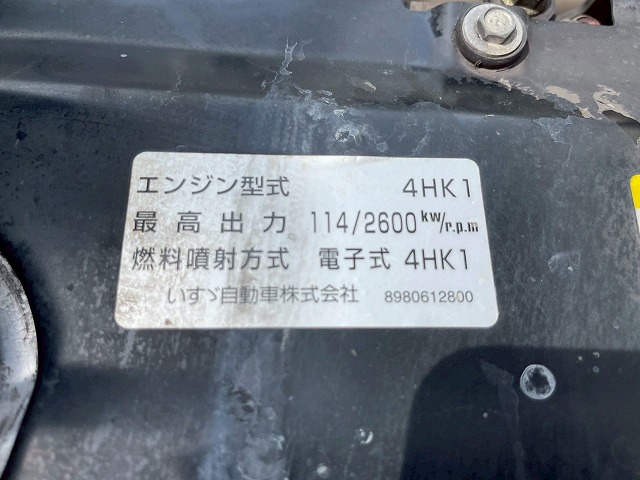 エンジン型式 4HK1
最高出力 114/2600 kw/r.p.m
燃料噴射方式 電子式 4HK1
いすゞ自動車株式会社 8980612800